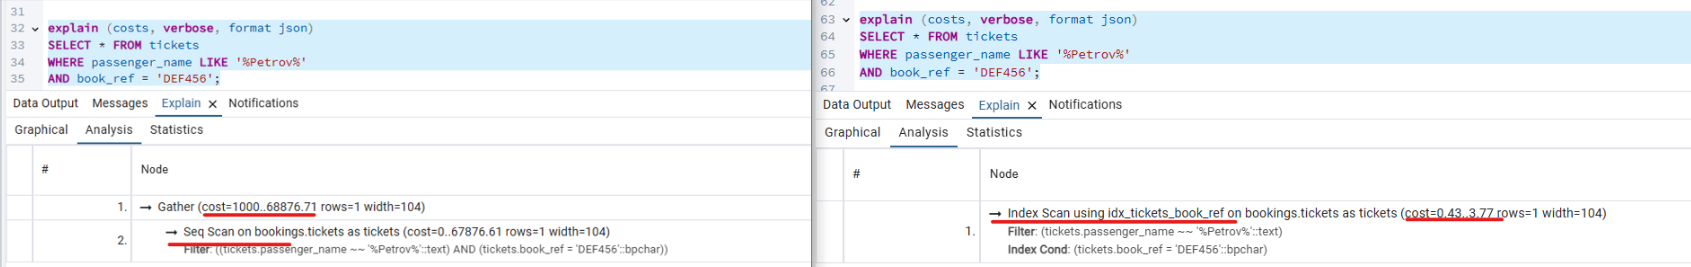 31
32 explain (costs, verbose, format json)
33 SELECT * FROM tickets
34 WHERE passenger_name LIKE '%Petrov%'
35 AND book_ref = 'DEF456';
Data Output Messages Explain × Notifications
Graphical Analysis Statistics
# Node
1. → Gather (cost=1000..68876.71 rows=1 width=104)
2. → Seq Scan on bookings.tickets as tickets (cost=0..67876.61 rows=1 width=104)
Filter: ((tickets.passenger_name ~~ '%Petrov%'::text) AND (tickets.book_ref = 'DEF456'::bpchar))
62
63 explain (costs, verbose, format json)
64 SELECT * FROM tickets
65 WHERE passenger_name LIKE '%Petrov%'
66 AND book_ref = 'DEF456';
67
Data Output Messages Explain × Notifications
Graphical Analysis Statistics
# Node
1. → Index Scan using idx_tickets_book_ref on bookings.tickets as tickets (cost=0.43..3.77 rows=1 width=104)
Filter: (tickets.passenger_name ~~ '%Petrov%'::text)
Index Cond: (tickets.book_ref = 'DEF456'::bpchar)